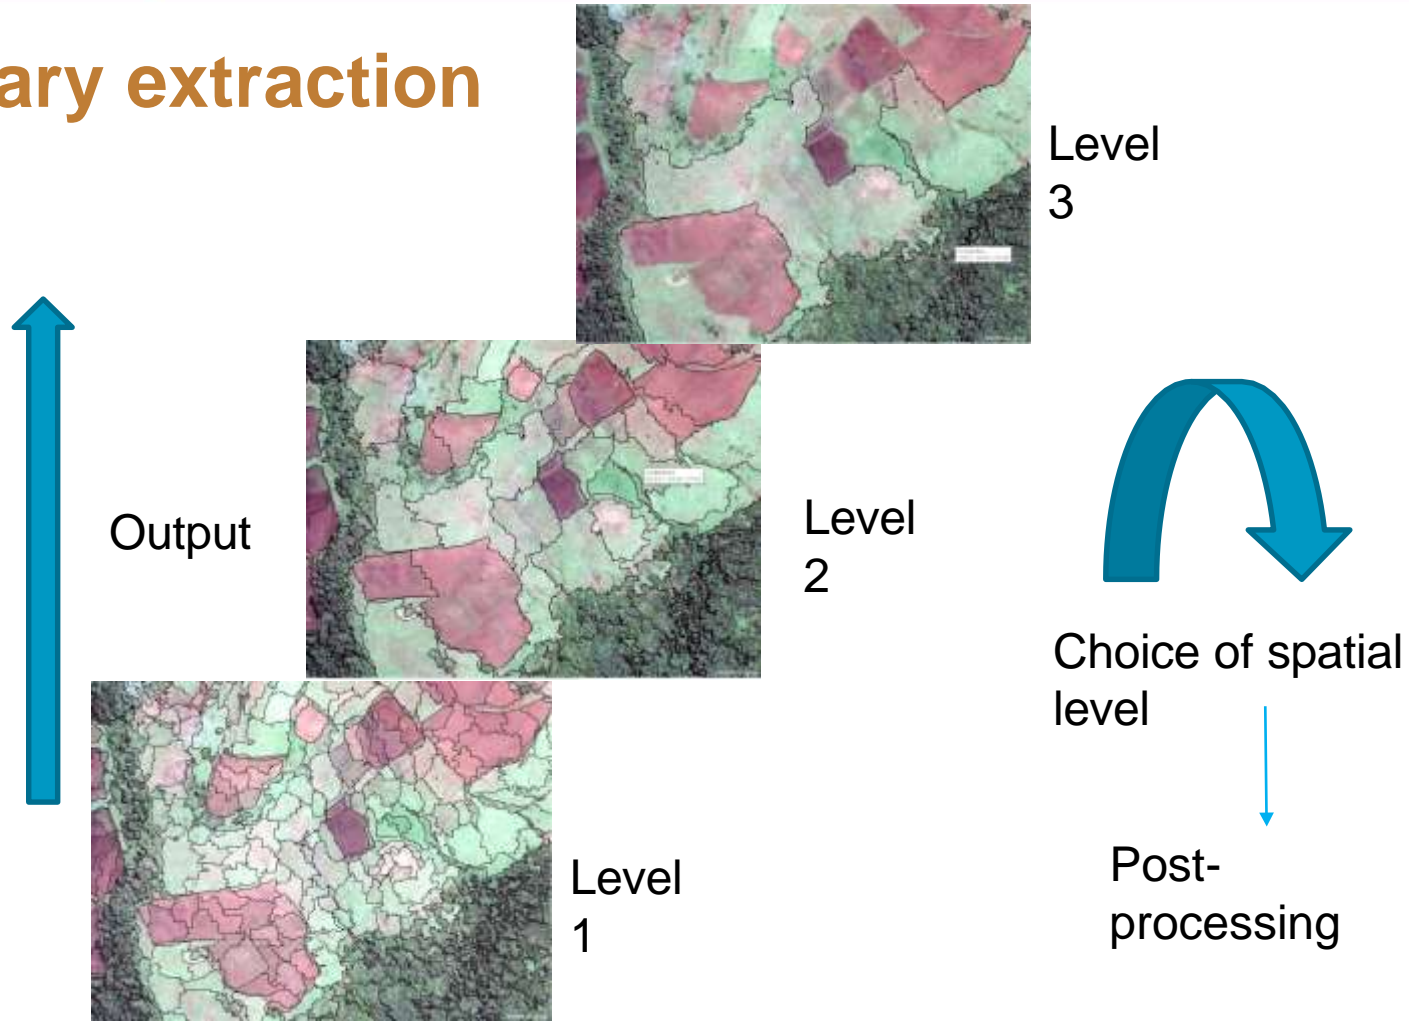 ary extraction
Level
3
Output
Level
2
Choice of spatial
level
Level
1
Post-
processing